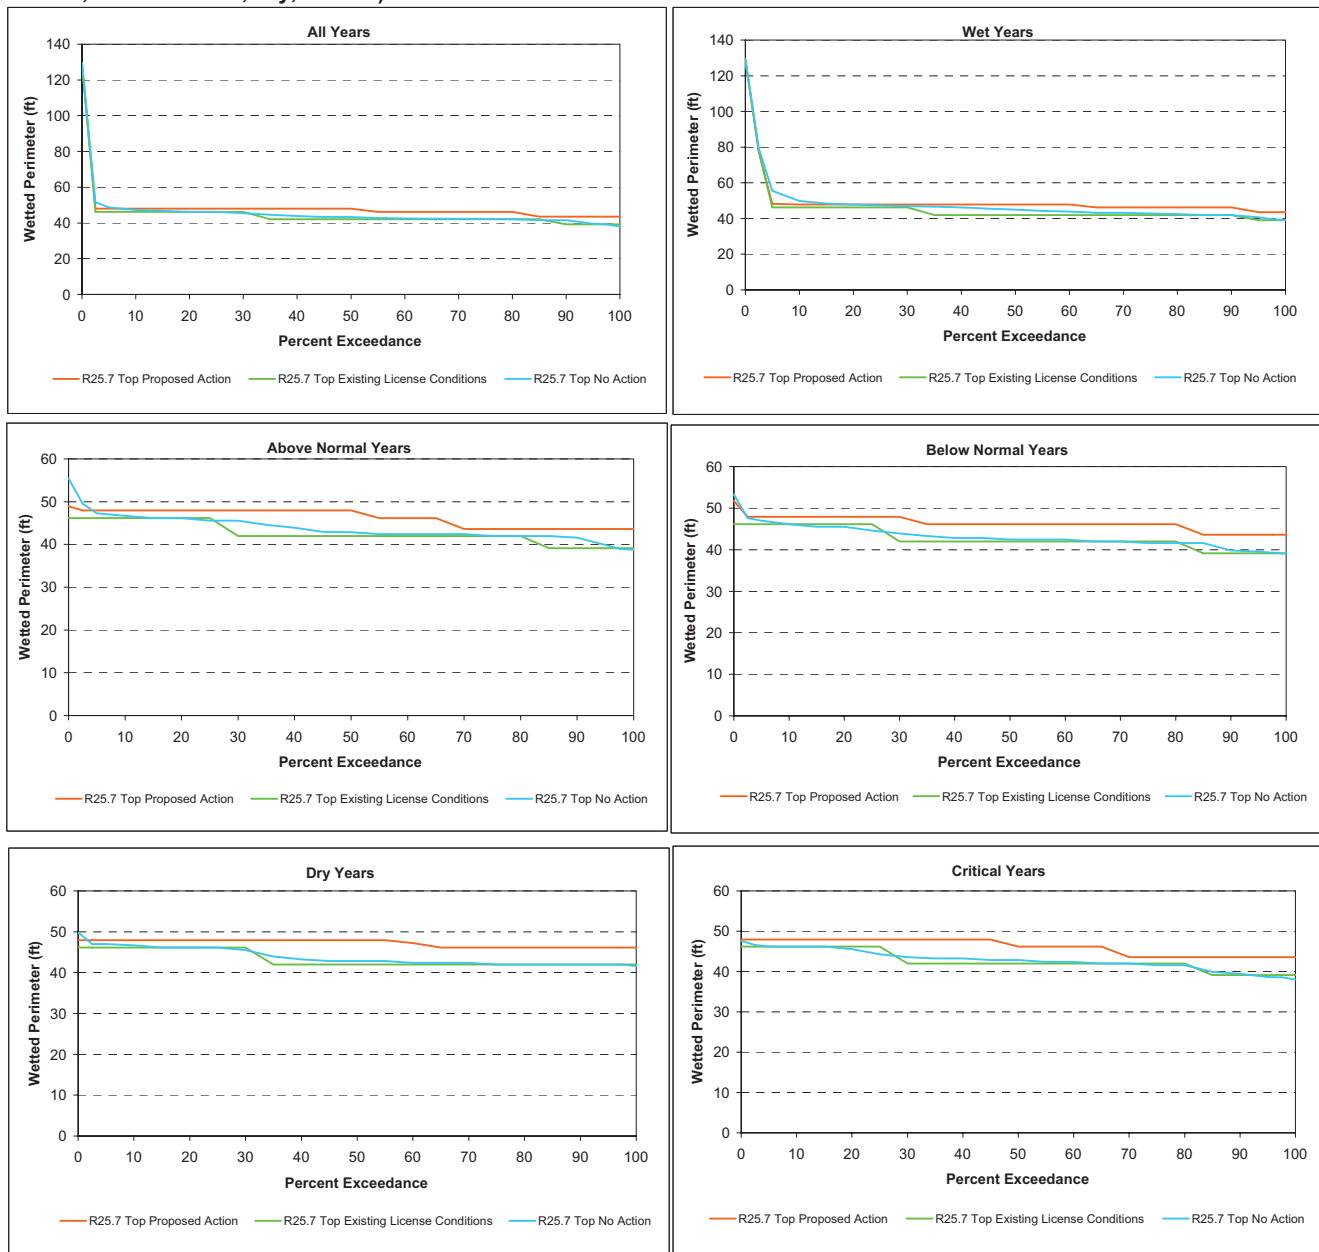 All Years
140
120
100
80
60
40
20
0
Wetted Perimeter (ft)
0 10 20 30 40 50 60 70 80 90 100
Percent Exceedance
R25.7 Top Proposed Action R25.7 Top Existing License Conditions R25.7 Top No Action
Wet Years
140
120
100
80
60
40
20
0
Wetted Perimeter (ft)
0 10 20 30 40 50 60 70 80 90 100
Percent Exceedance
R25.7 Top Proposed Action R25.7 Top Existing License Conditions R25.7 Top No Action
Above Normal Years
60
50
40
30
20
10
0
Wetted Perimeter (ft)
0 10 20 30 40 50 60 70 80 90 100
Percent Exceedance
R25.7 Top Proposed Action R25.7 Top Existing License Conditions R25.7 Top No Action
Below Normal Years
60
50
40
30
20
10
0
Wetted Perimeter (ft)
0 10 20 30 40 50 60 70 80 90 100
Percent Exceedance
R25.7 Top Proposed Action R25.7 Top Existing License Conditions R25.7 Top No Action
Dry Years
60
50
40
30
20
10
0
Wetted Perimeter (ft)
0 10 20 30 40 50 60 70 80 90 100
Percent Exceedance
R25.7 Top Proposed Action R25.7 Top Existing License Conditions R25.7 Top No Action
Critical Years
60
50
40
30
20
10
0
Wetted Perimeter (ft)
0 10 20 30 40 50 60 70 80 90 100
Percent Exceedance
R25.7 Top Proposed Action R25.7 Top Existing License Conditions R25.7 Top No Action